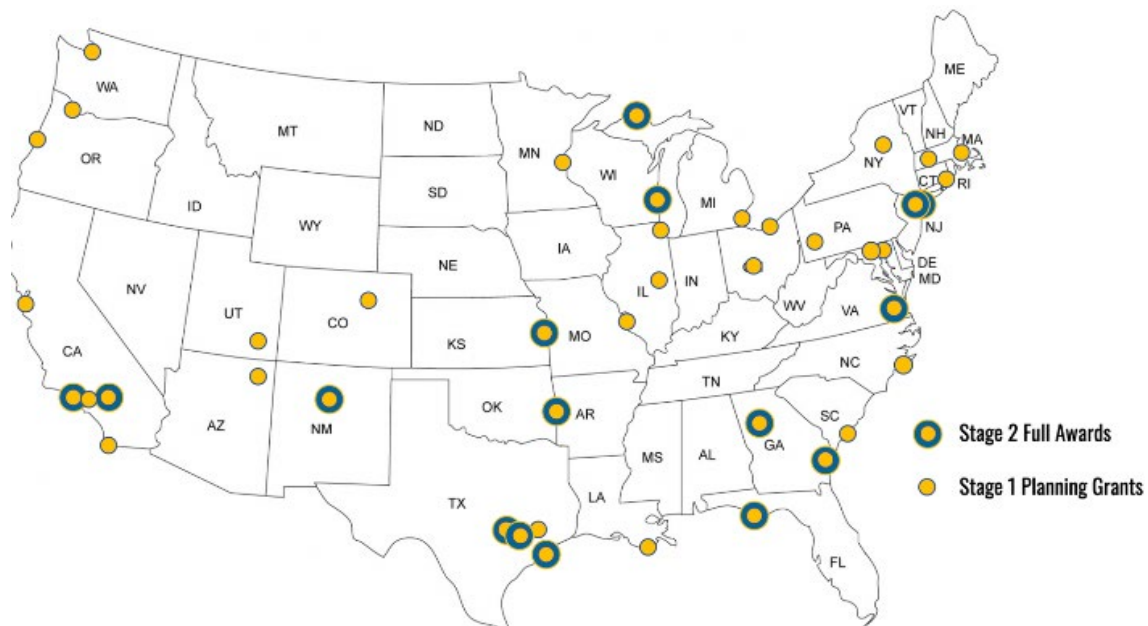 WA
MT
ND
MN
ME
VT
NH
MA
NY
CT
RI
OR
ID
SD
WI
MI
WY
PA
NJ
IA
NE
DE
MD
NV
UT
CO
IL
IN
WV
VA
CA
KS
MO
KY
NC
TN
SC
AZ
NM
OK
AR
MS
AL
GA
Stage 2 Full Awards
TX
LA
Stage 1 Planning Grants
FL